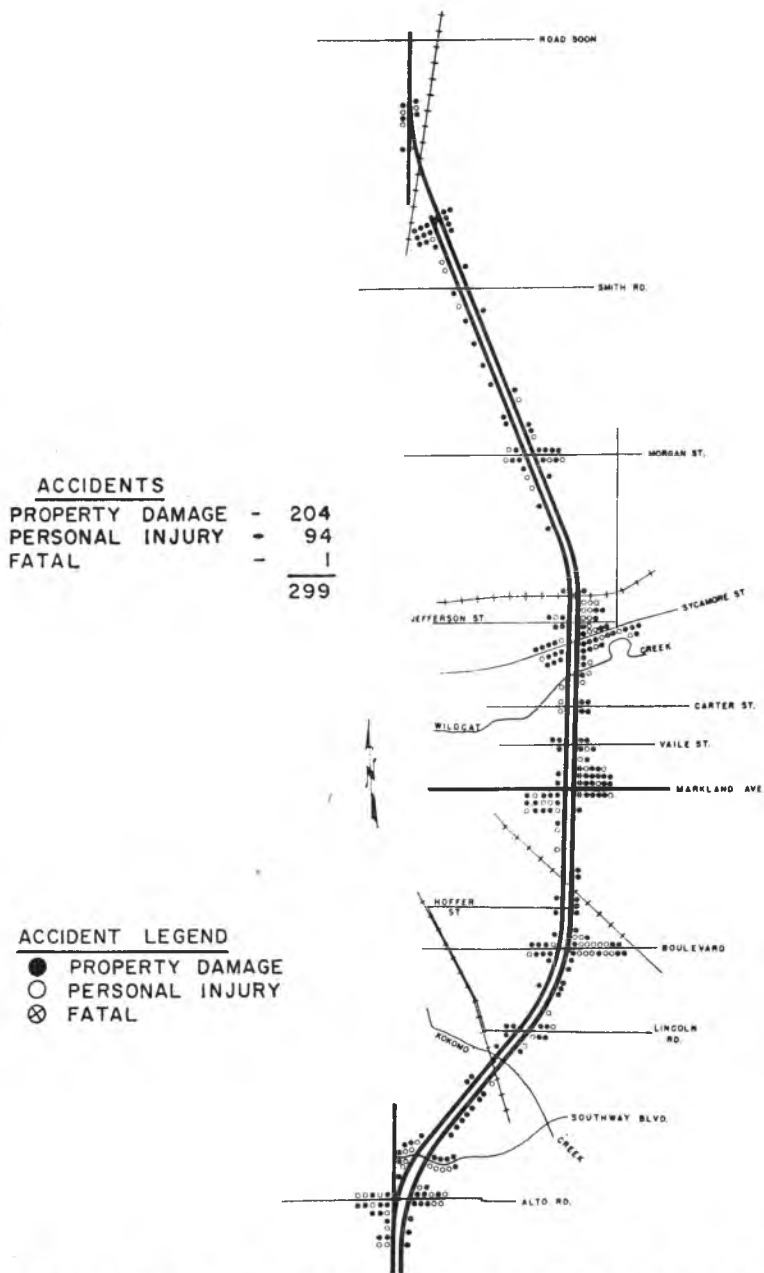 ROAD 500N
SMITH RD.
MORGAN ST.
ACCIDENTS
PROPERTY DAMAGE - 204
PERSONAL INJURY - 94
FATAL - 1
299
SYCAMORE ST
JEFFERSON ST.
CREEK
CARTER ST.
WILDCAT
VAILE ST.
N
MARKLAND AVE
HOFFER
ST
ACCIDENT LEGEND
BOULEVARD
PROPERTY DAMAGE
PERSONAL INJURY
FATAL
LINCOLN
RD.
KOKOMO
SOUTHWAY BLVD.
CREEK
ALTO RD.